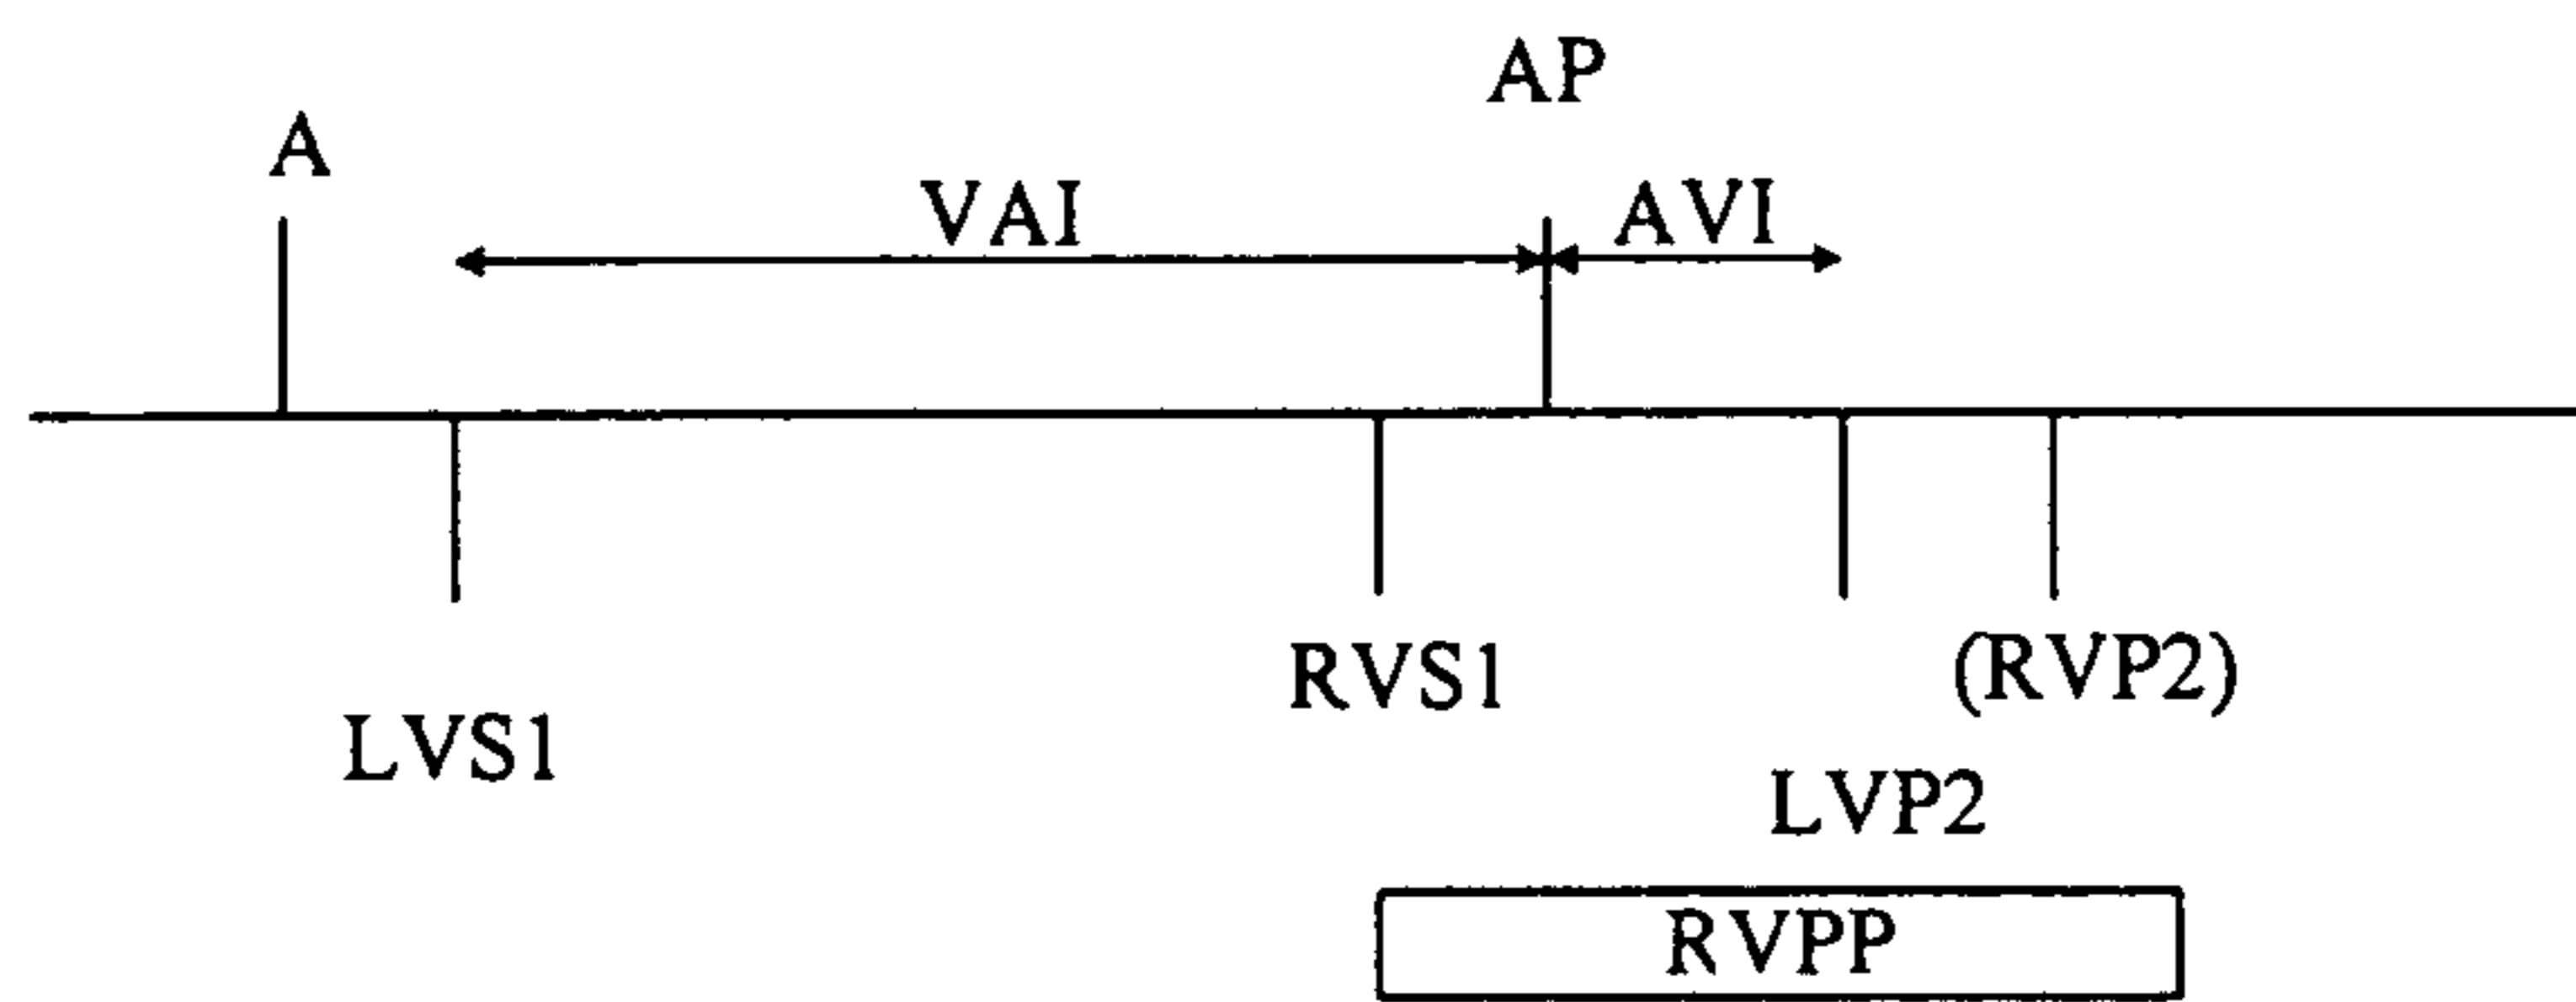 AP
A
VAI
AVI
RVS1
(RVP2)
LVS1
LVP2
RVPP